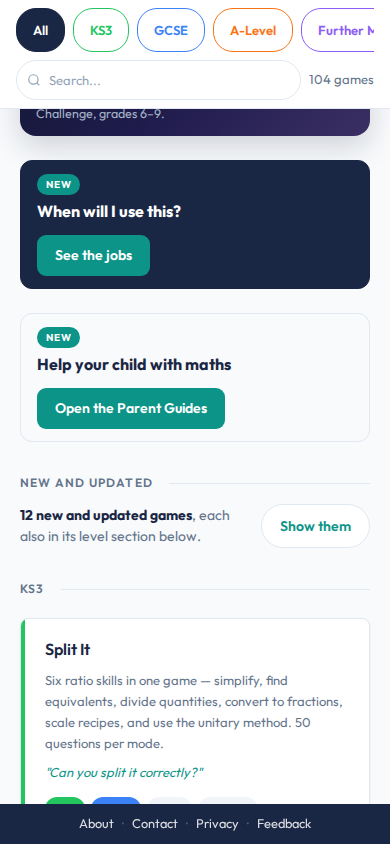 All
KS3
GCSE
A-Level
Further M
Search...
104 games
Challenge, grades 6–9.
NEW
When will I use this?
See the jobs
NEW
Help your child with maths
Open the Parent Guides
NEW AND UPDATED
12 new and updated games, each
also in its level section below.
Show them
KS3
Split It
Six ratio skills in one game — simplify, find
equivalents, divide quantities, convert to fractions,
scale recipes, and use the unitary method. 50
questions per mode.
"Can you split it correctly?"
About · Contact · Privacy · Feedback